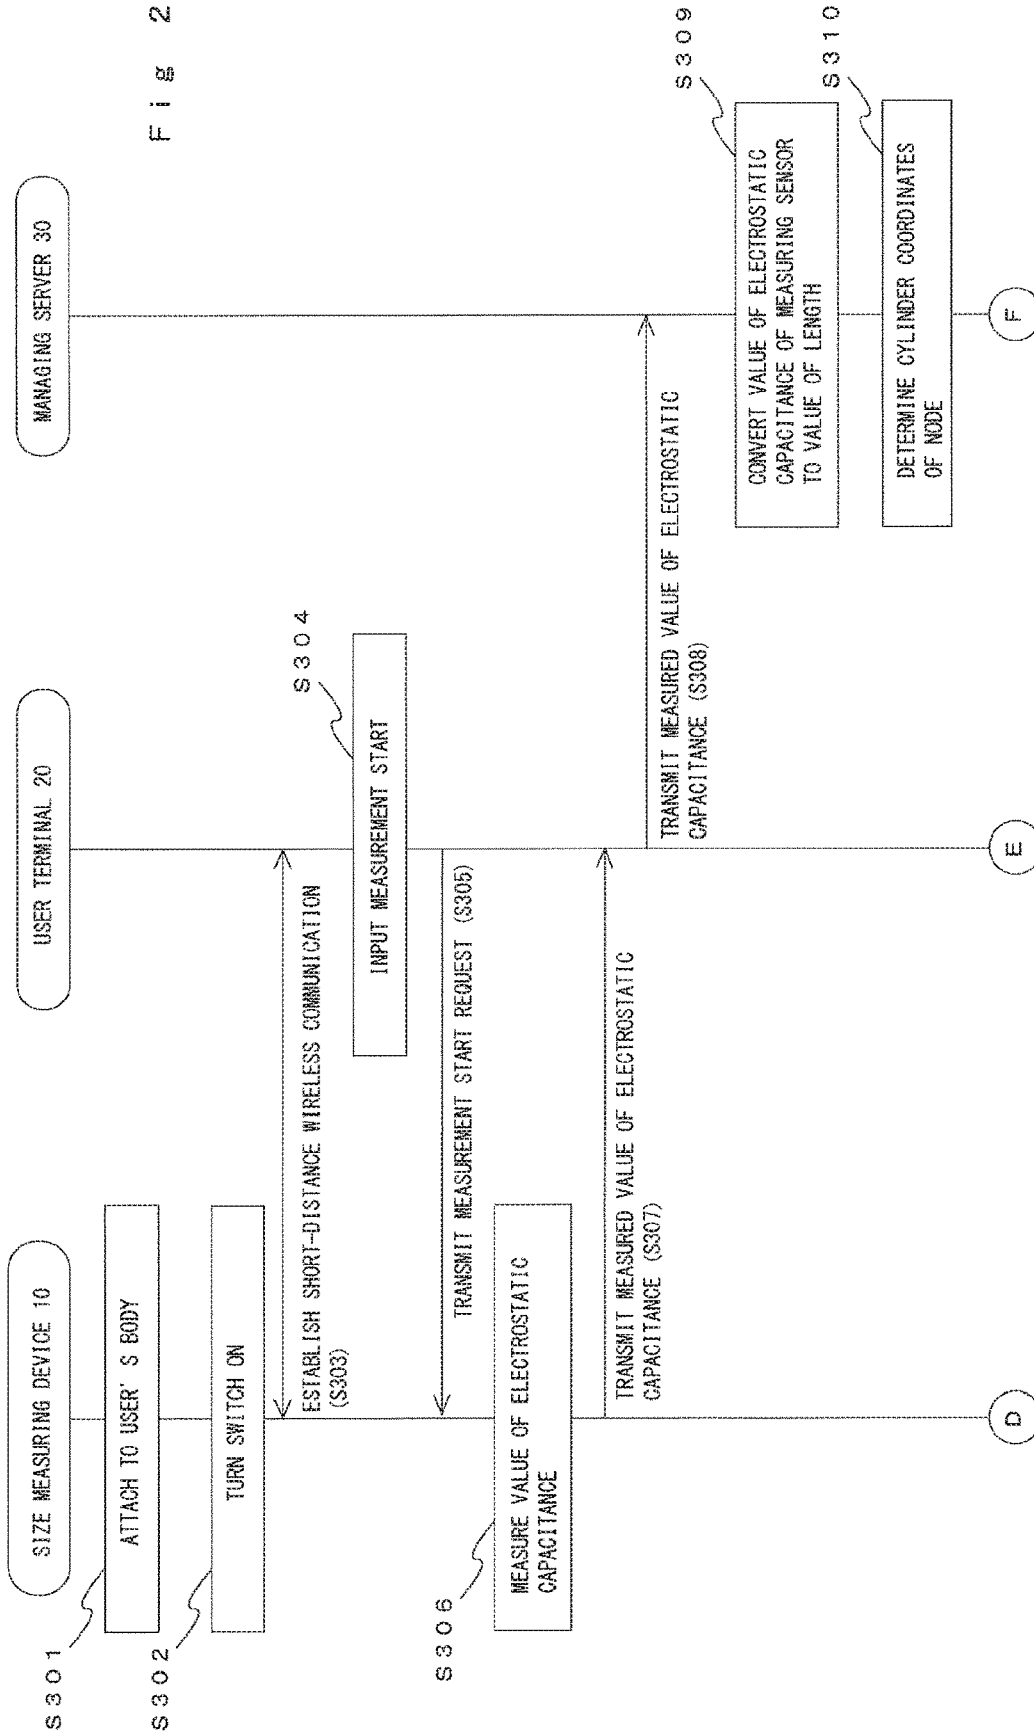 Fig 2
SIZE MEASURING DEVICE 10
USER TERMINAL 20
MANAGING SERVER 30
S301
ATTACH TO USER'S BODY
S302
TURN SWITCH ON
ESTABLISH SHORT-DISTANCE WIRELESS COMMUNICATION
(S303)
S304
INPUT MEASUREMENT START
TRANSMIT MEASUREMENT START REQUEST (S305)
S306
MEASURE VALUE OF ELECTROSTATIC
CAPACITANCE
TRANSMIT MEASURED VALUE OF ELECTROSTATIC
CAPACITANCE (S307)
TRANSMIT MEASURED VALUE OF ELECTROSTATIC
CAPACITANCE (S308)
S309
CONVERT VALUE OF ELECTROSTATIC
CAPACITANCE OF MEASURING SENSOR
TO VALUE OF LENGTH
S310
DETERMINE CYLINDER COORDINATES
OF NODE
D
E
F